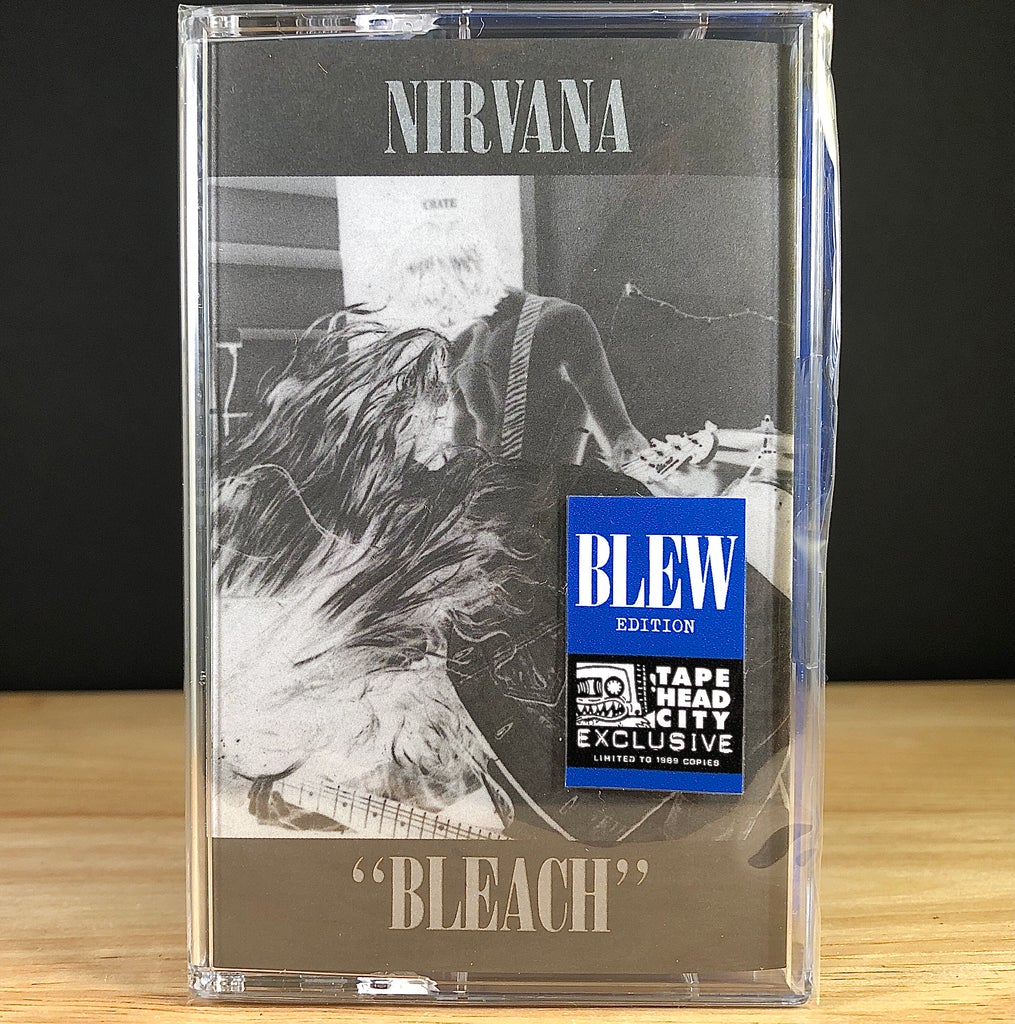 NIRVANA
CRATE
BLEW
EDITION
TAPE
HEAD
CITY
EXCLUSIVE
LIMITED TO 1989 COPIES
“BLEACH”